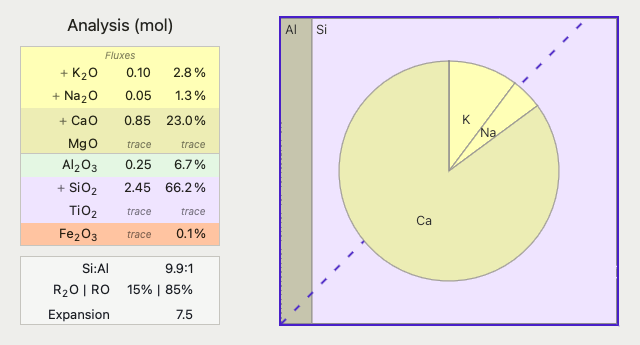 Analysis (mol)
Fluxes
+ K₂O 0.10 2.8%
+ Na₂O 0.05 1.3%
+ CaO 0.85 23.0%
MgO trace trace
Al₂O₃ 0.25 6.7%
+ SiO₂ 2.45 66.2%
TiO₂ trace trace
Fe₂O₃ trace 0.1%
Si:Al 9.9:1
R₂O | RO 15% | 85%
Expansion 7.5
Al Si
K
Na
Ca